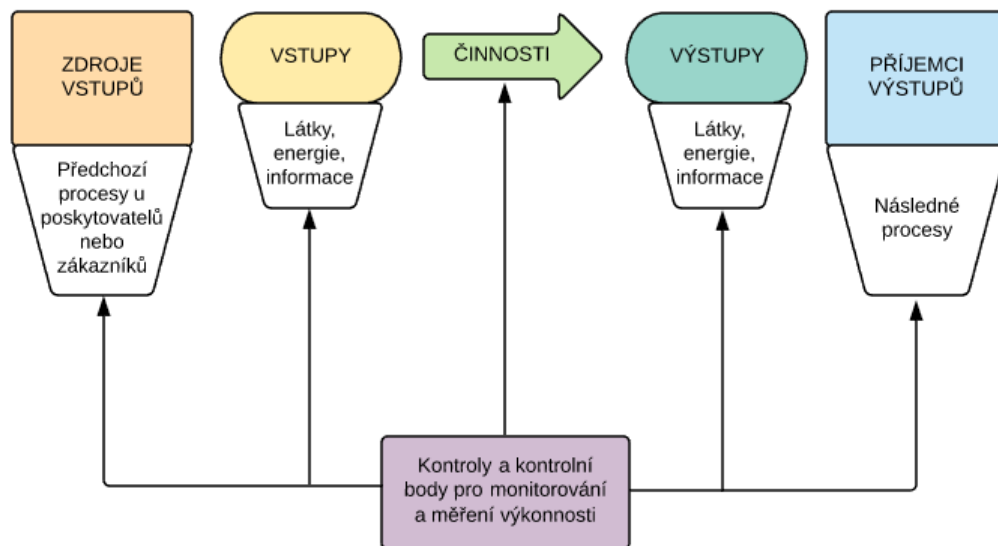 ZDROJE
VSTUPŮ
Předchozí
procesy u
poskytovatelů
nebo
zákazníků
VSTUPY
Látky,
energie,
informace
ČINNOSTI
VÝSTUPY
Látky,
energie,
informace
PŘÍJEMCI
VÝSTUPŮ
Následné
procesy
Kontroly a kontrolní
body pro monitorování
a měření výkonnosti